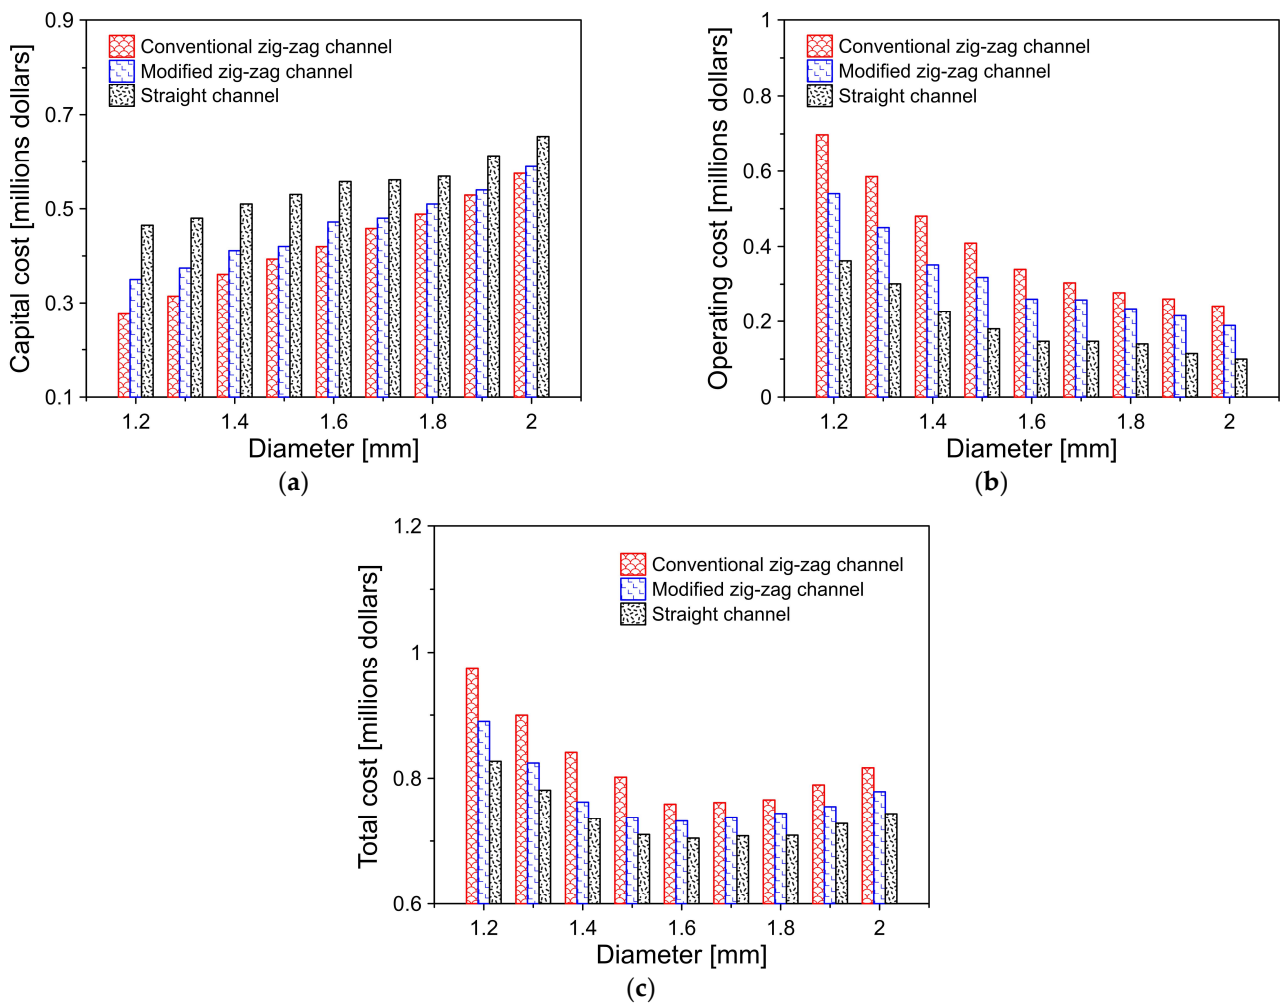 0.9
0.7
0.5
0.3
0.1
Capital cost [millions dollars]
Conventional zig-zag channel
Modified zig-zag channel
Straight channel
1.2 1.4 1.6 1.8 2
Diameter [mm]
(a)
1
0.8
0.6
0.4
0.2
0
Operating cost [millions dollars]
Conventional zig-zag channel
Modified zig-zag channel
Straight channel
1.2 1.4 1.6 1.8 2
Diameter [mm]
(b)
1.2
1
0.8
0.6
Total cost [millions dollars]
Conventional zig-zag channel
Modified zig-zag channel
Straight channel
1.2 1.4 1.6 1.8 2
Diameter [mm]
(c)